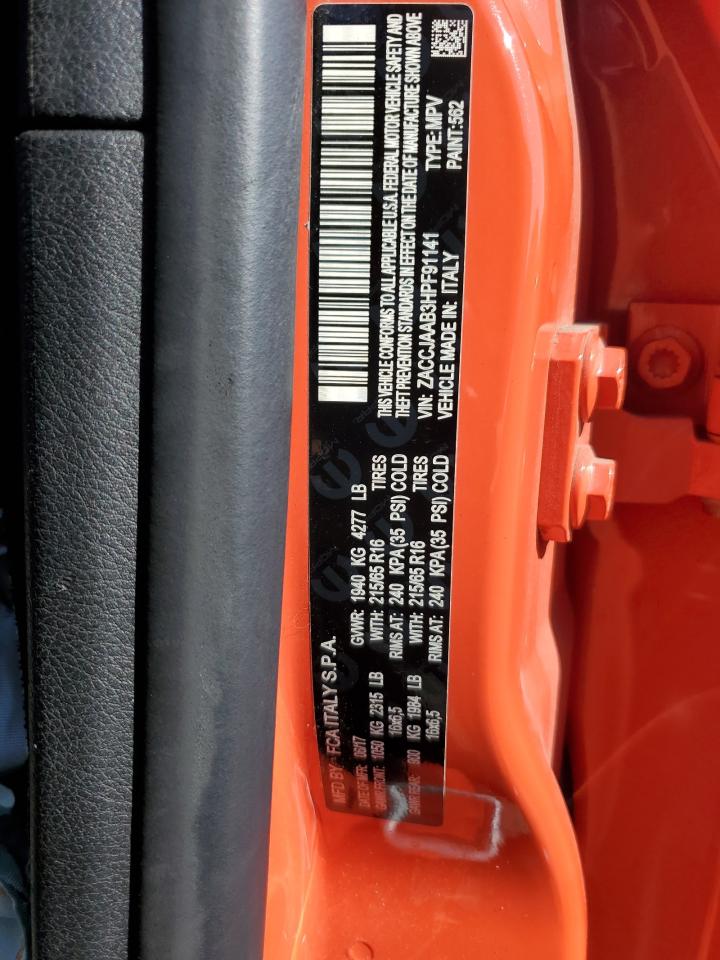 MFD BY: FCA ITALY S.P.A.
DATE OF MFR: 06/17 GVWR: 1940 KG 4277 LB
GAWR FRONT: 1050 KG 2315 LB WITH: 215/65 R16 TIRES
16x6,5 RIMS AT: 240 KPA(35 PSI) COLD
GAWR REAR: 900 KG 1984 LB WITH: 215/65 R16 TIRES
16x6,5 RIMS AT: 240 KPA(35 PSI) COLD
THIS VEHICLE CONFORMS TO ALL APPLICABLE U.S.A. FEDERAL MOTOR VEHICLE SAFETY AND
THEFT PREVENTION STANDARDS IN EFFECT ON THE DATE OF MANUFACTURE SHOWN ABOVE
VIN: ZACCJAAB3HPF91141 TYPE: MPV
VEHICLE MADE IN: ITALY PAINT: 562